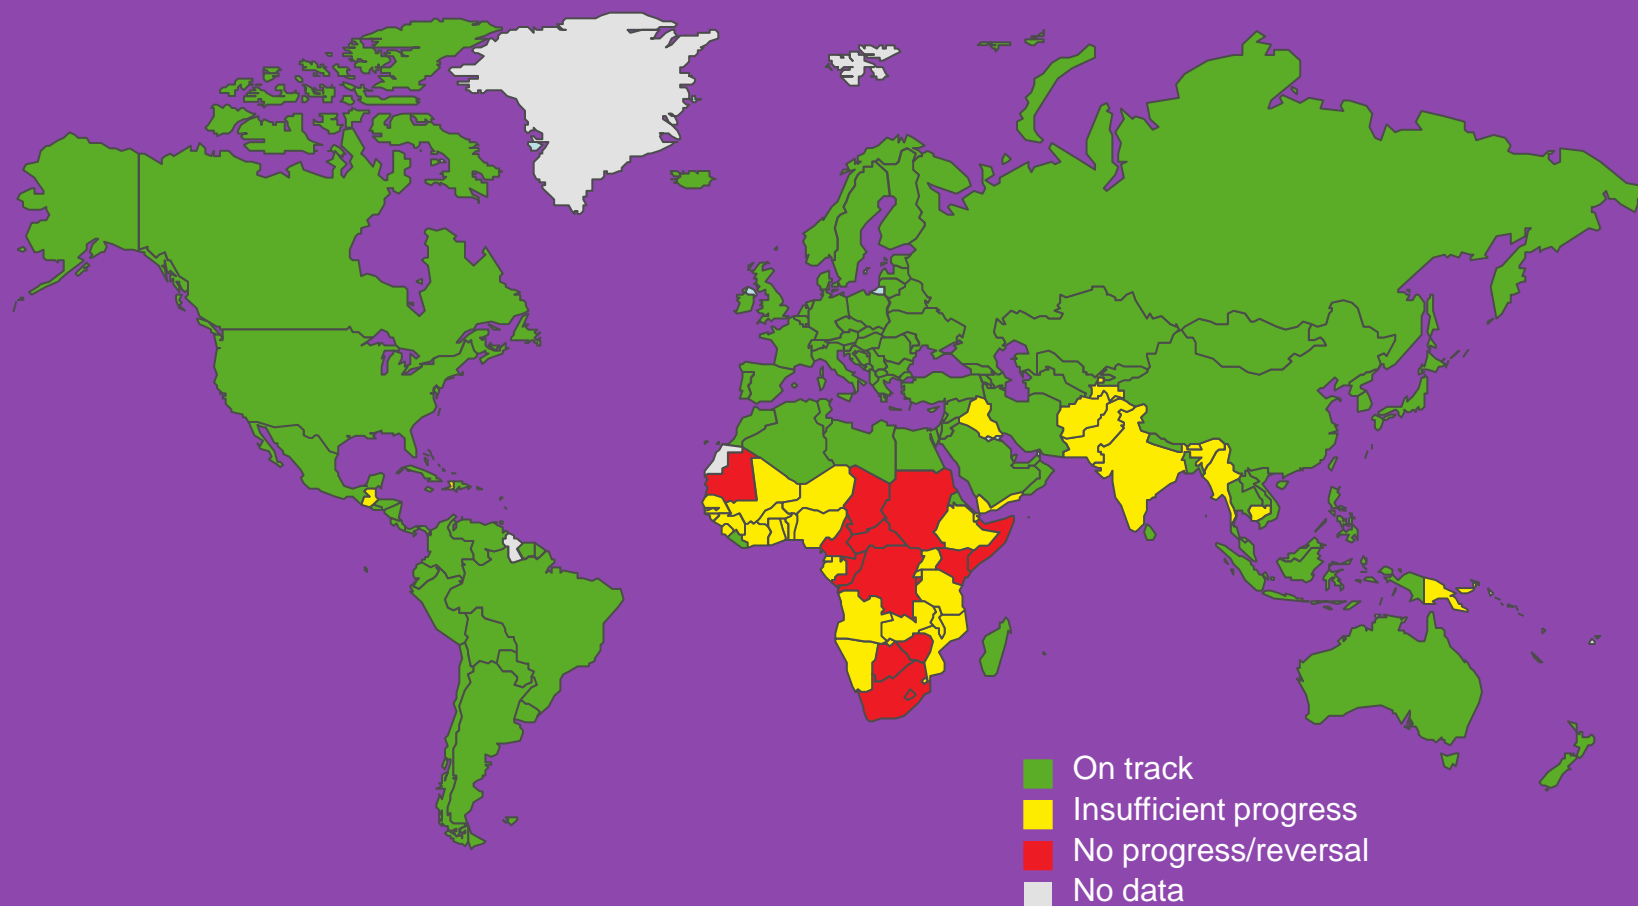 On track
Insufficient progress
No progress/reversal
No data